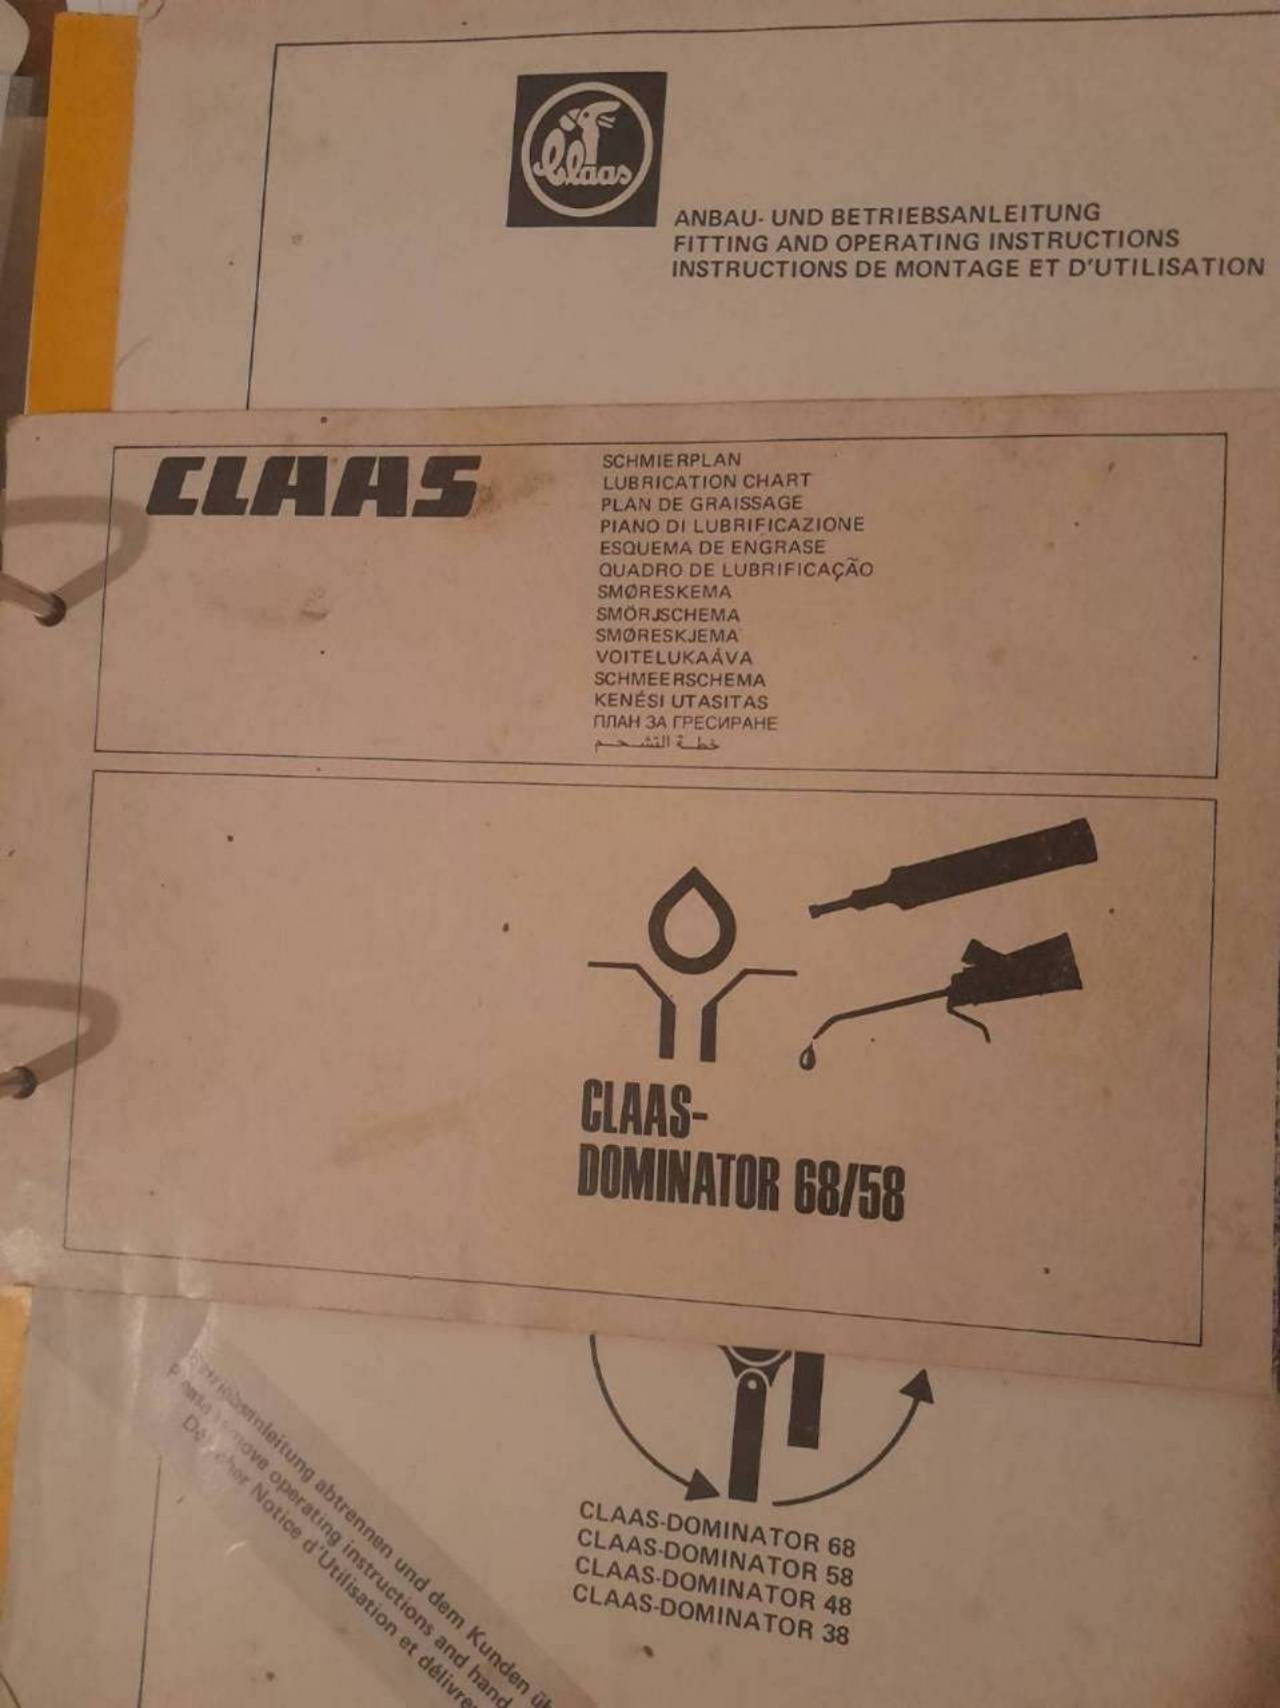 Claas
ANBAU- UND BETRIEBSANLEITUNG
FITTING AND OPERATING INSTRUCTIONS
INSTRUCTIONS DE MONTAGE ET D'UTILISATION
CLAAS
SCHMIERPLAN
LUBRICATION CHART
PLAN DE GRAISSAGE
PIANO DI LUBRIFICAZIONE
ESQUEMA DE ENGRASE
QUADRO DE LUBRIFICAÇÃO
SMØRESKEMA
SMÖRJSCHEMA
SMØRESKJEMA
VOITELUKAÁVA
SCHMEERSCHEMA
KENÉSI UTASITAS
ПЛАН ЗА ГРЕСИРАНЕ
خطة التشحيم
CLAAS-
DOMINATOR 68/58
abtrennen und dem Kunden
operating instructions and hand
Notice d'Utilisation et
CLAAS-DOMINATOR 68
CLAAS-DOMINATOR 58
CLAAS-DOMINATOR 48
CLAAS-DOMINATOR 38